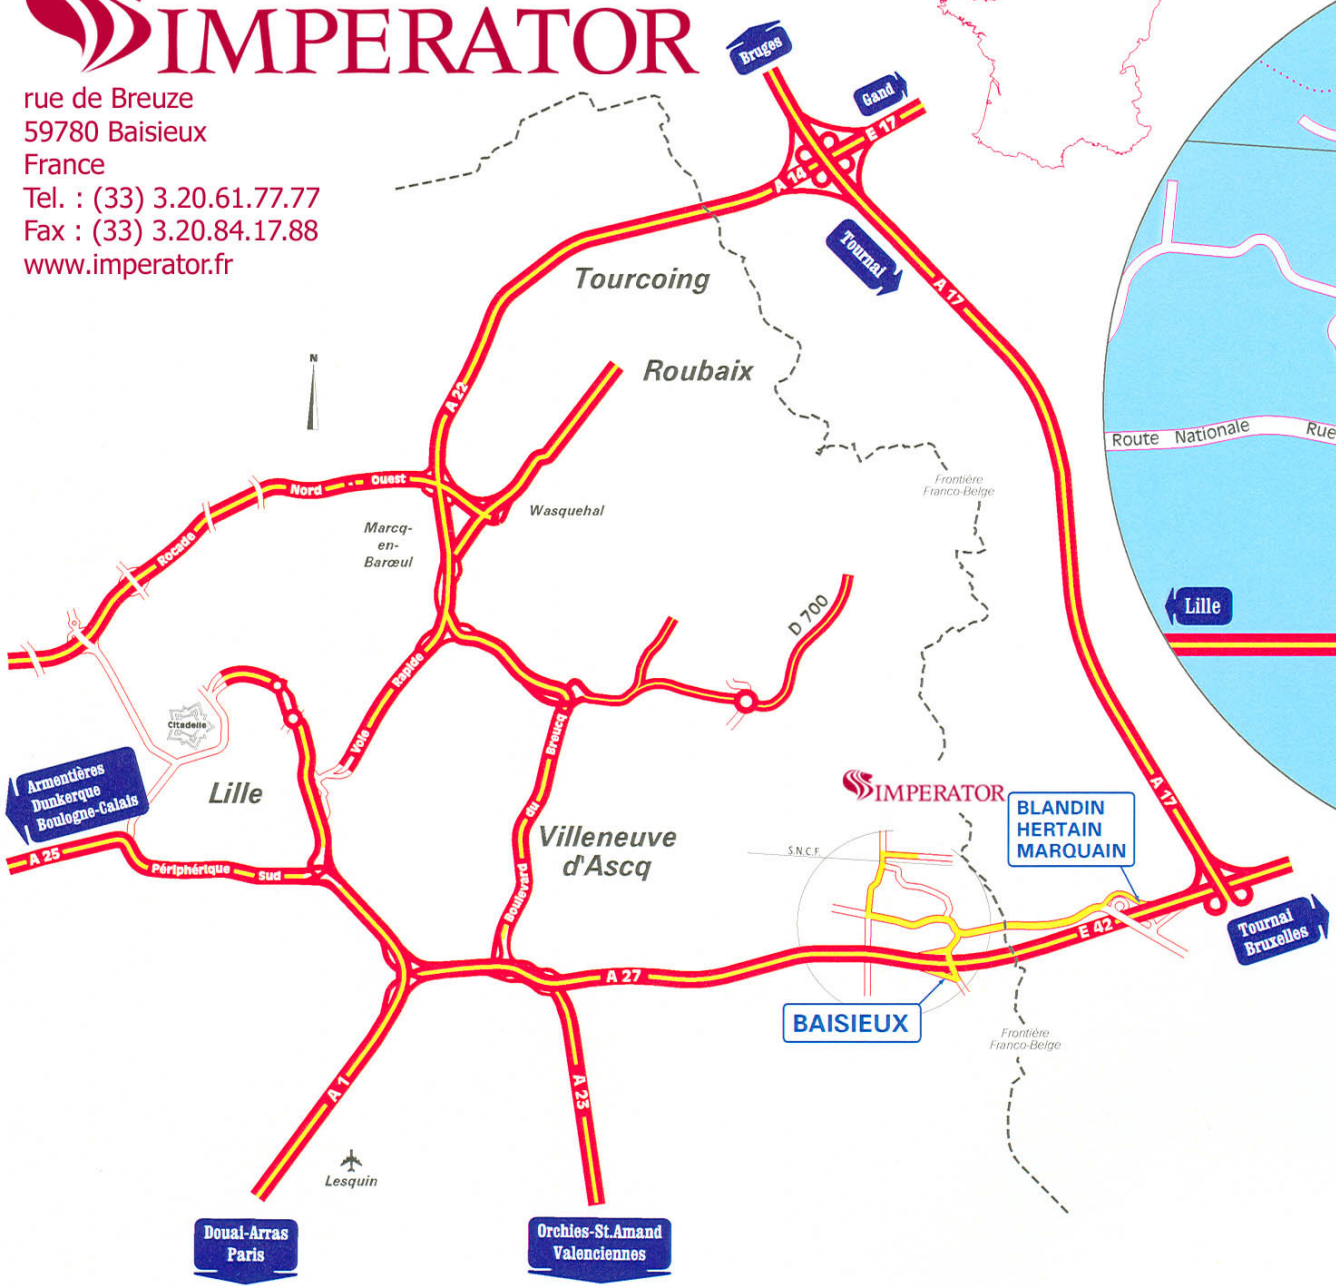 IMPERATOR
rue de Breuze
59780 Baisieux
France
Tel. : (33) 3.20.61.77.77
Fax : (33) 3.20.84.17.88
www.imperator.fr
Bruges
Gand
E 17
A 14
Tournai
A 17
Tourcoing
Roubaix
N
A 22
Route Nationale
Rue
Frontière
Franco-Belge
Nord
Ouest
Wasquehal
Marcq-
en-
Barœul
Rocade
D 700
Lille
Rapide
Voie
Citadelle
Breucq
du
Boulevard
Armentières
Dunkerque
Boulogne-Calais
Lille
A 25
Périphérique
Sud
Villeneuve
d'Ascq
IMPERATOR
BLANDIN
HERTAIN
MARQUAIN
A 17
S.N.C.F.
E 42
Tournai
Bruxelles
A 27
BAISIEUX
Frontière
Franco-Belge
A 1
A 23
Lesquin
Douai-Arras
Paris
Orchies-St.Amand
Valenciennes